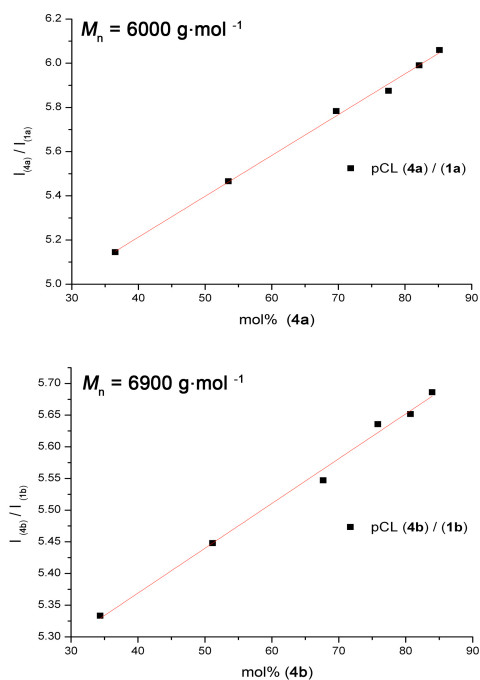 Mn = 6000 g·mol -1
6.2
6.0
5.8
5.6
5.4
5.2
5.0
I(4a) / I(1a)
pCL (4a) / (1a)
30 40 50 60 70 80 90
mol% (4a)
Mn = 6900 g·mol -1
5.70
5.65
5.60
5.55
5.50
5.45
5.40
5.35
5.30
I(4b) / I(1b)
pCL (4b) / (1b)
30 40 50 60 70 80 90
mol% (4b)